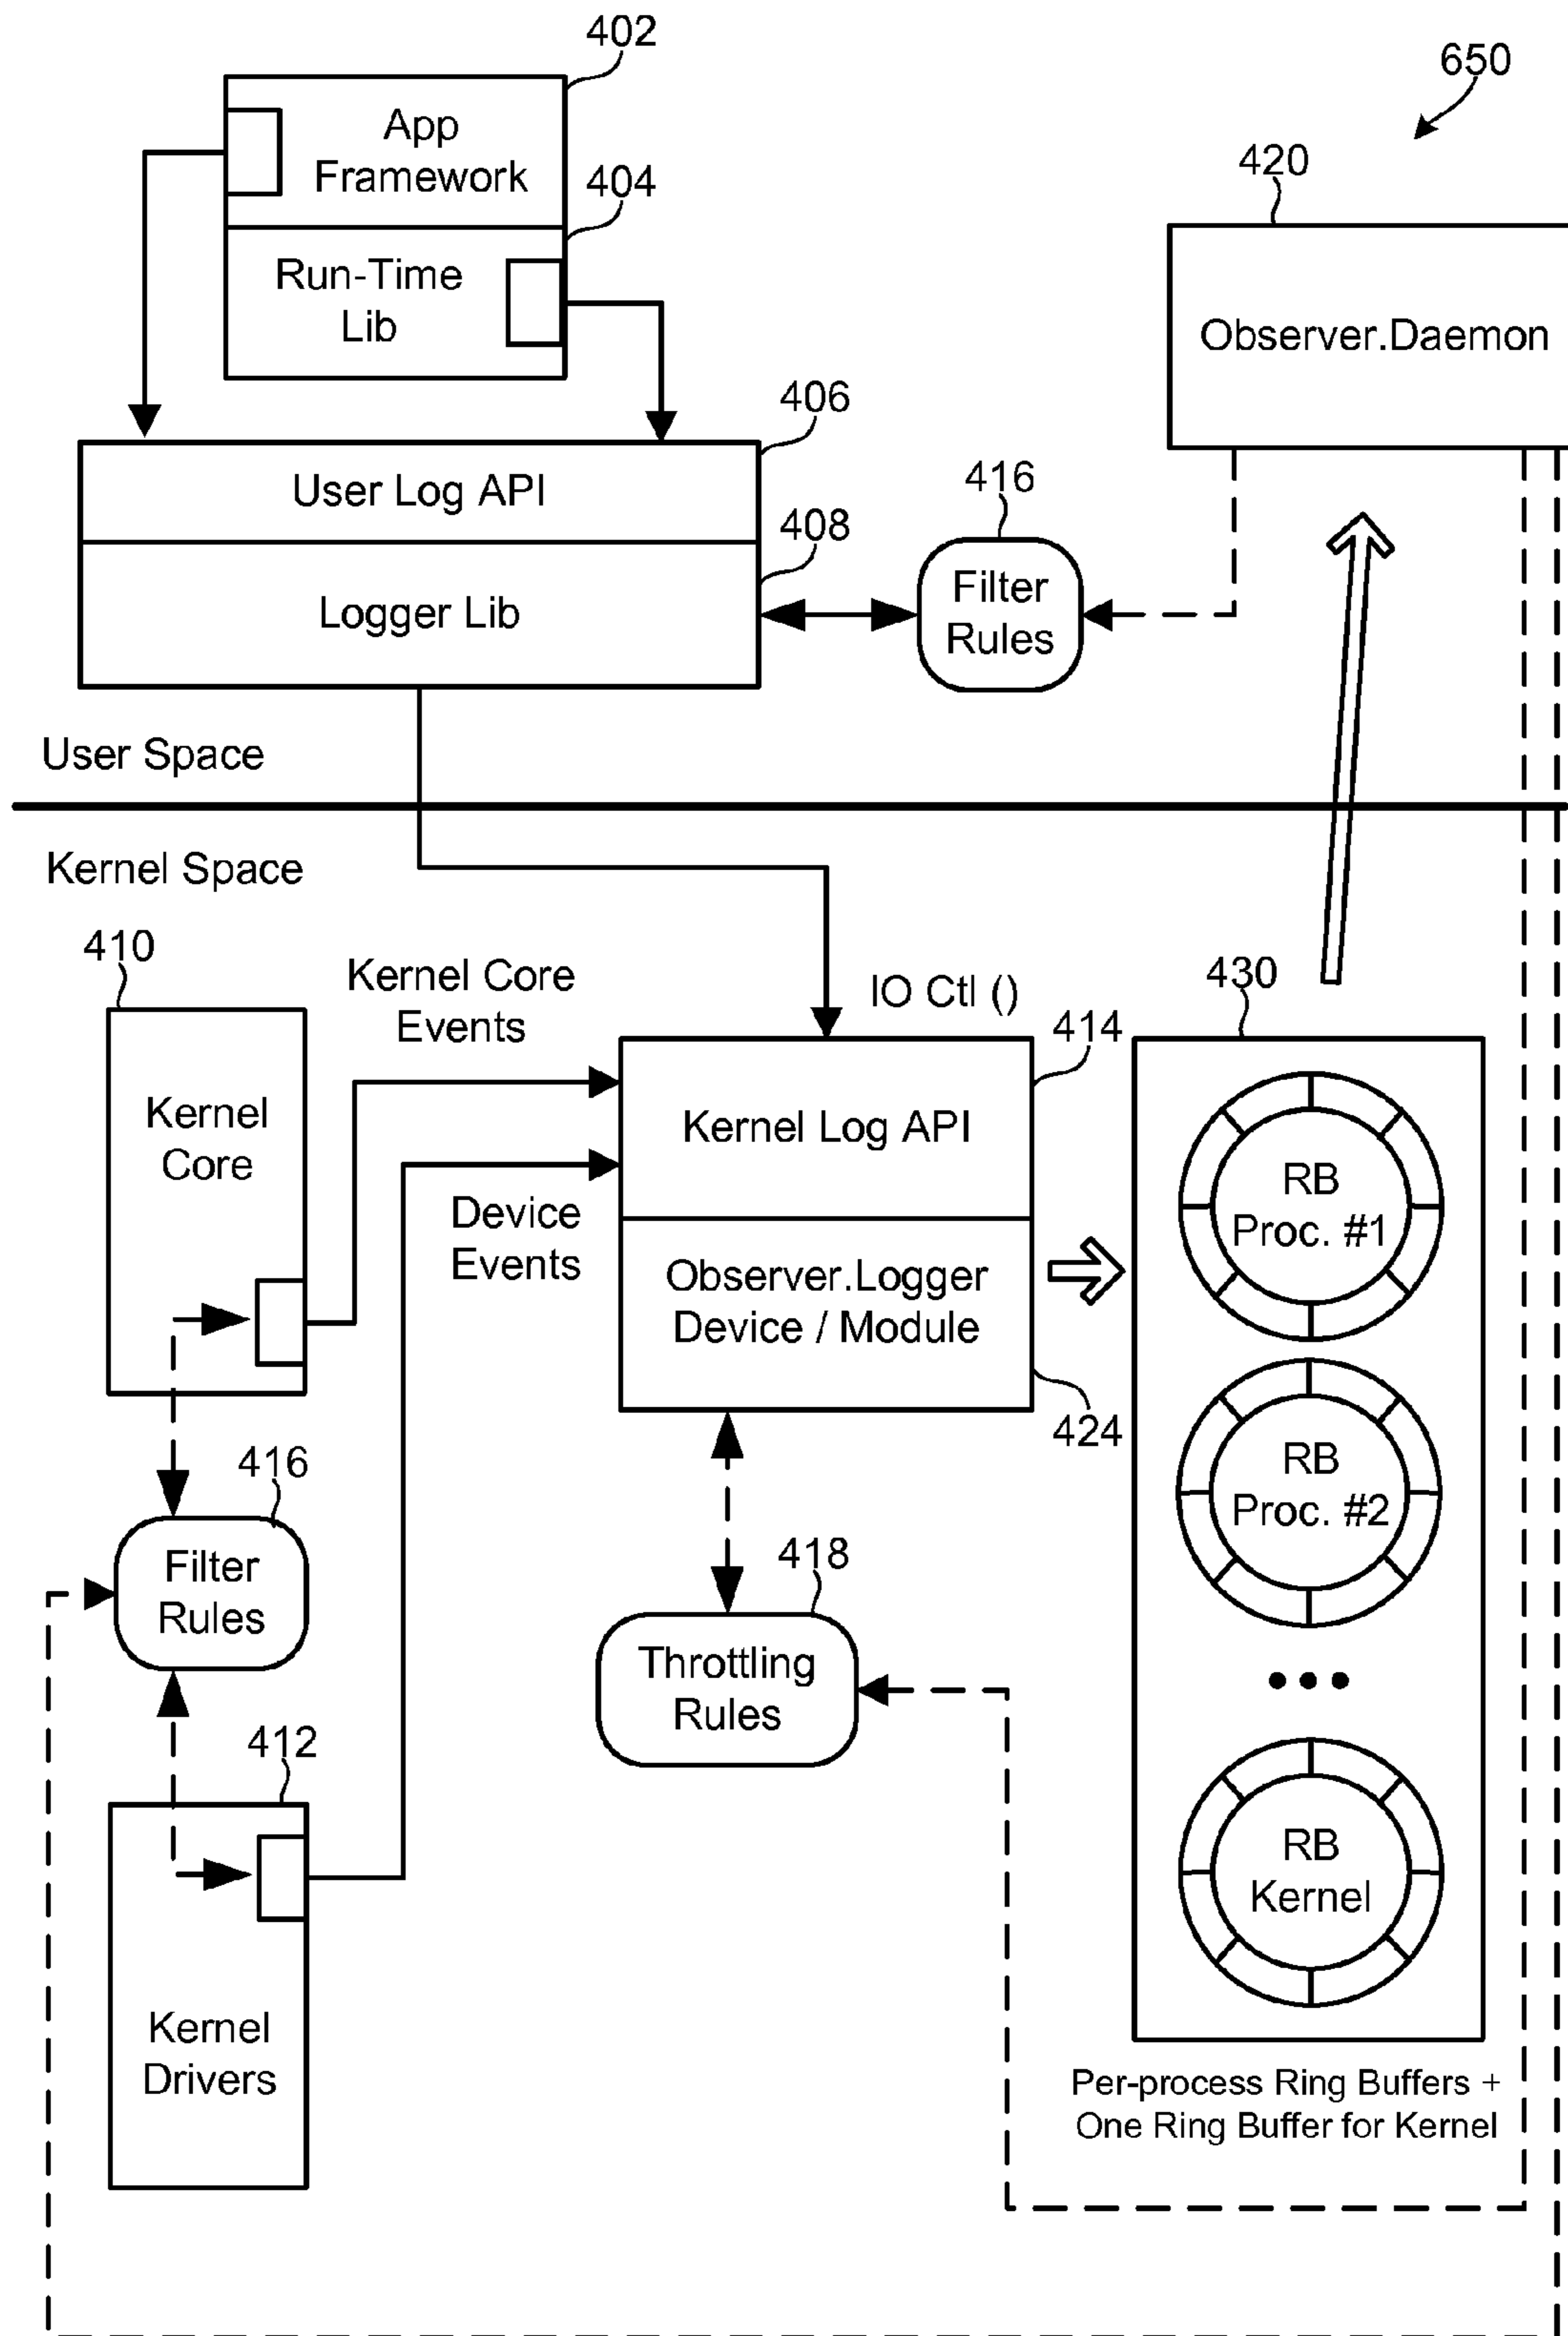 402
650
App
Framework
404
420
Run-Time
Lib
Observer.Daemon
406
User Log API
416
408
Filter
Rules
Logger Lib
User Space
Kernel Space
410
Kernel Core
Events
IO Ctl ()
430
414
Kernel
Core
Kernel Log API
RB
Proc. #1
Device
Events
Observer.Logger
Device / Module
424
416
RB
Proc. #2
Filter
Rules
418
Throttling
Rules
412
RB
Kernel
Kernel
Drivers
Per-process Ring Buffers +
One Ring Buffer for Kernel